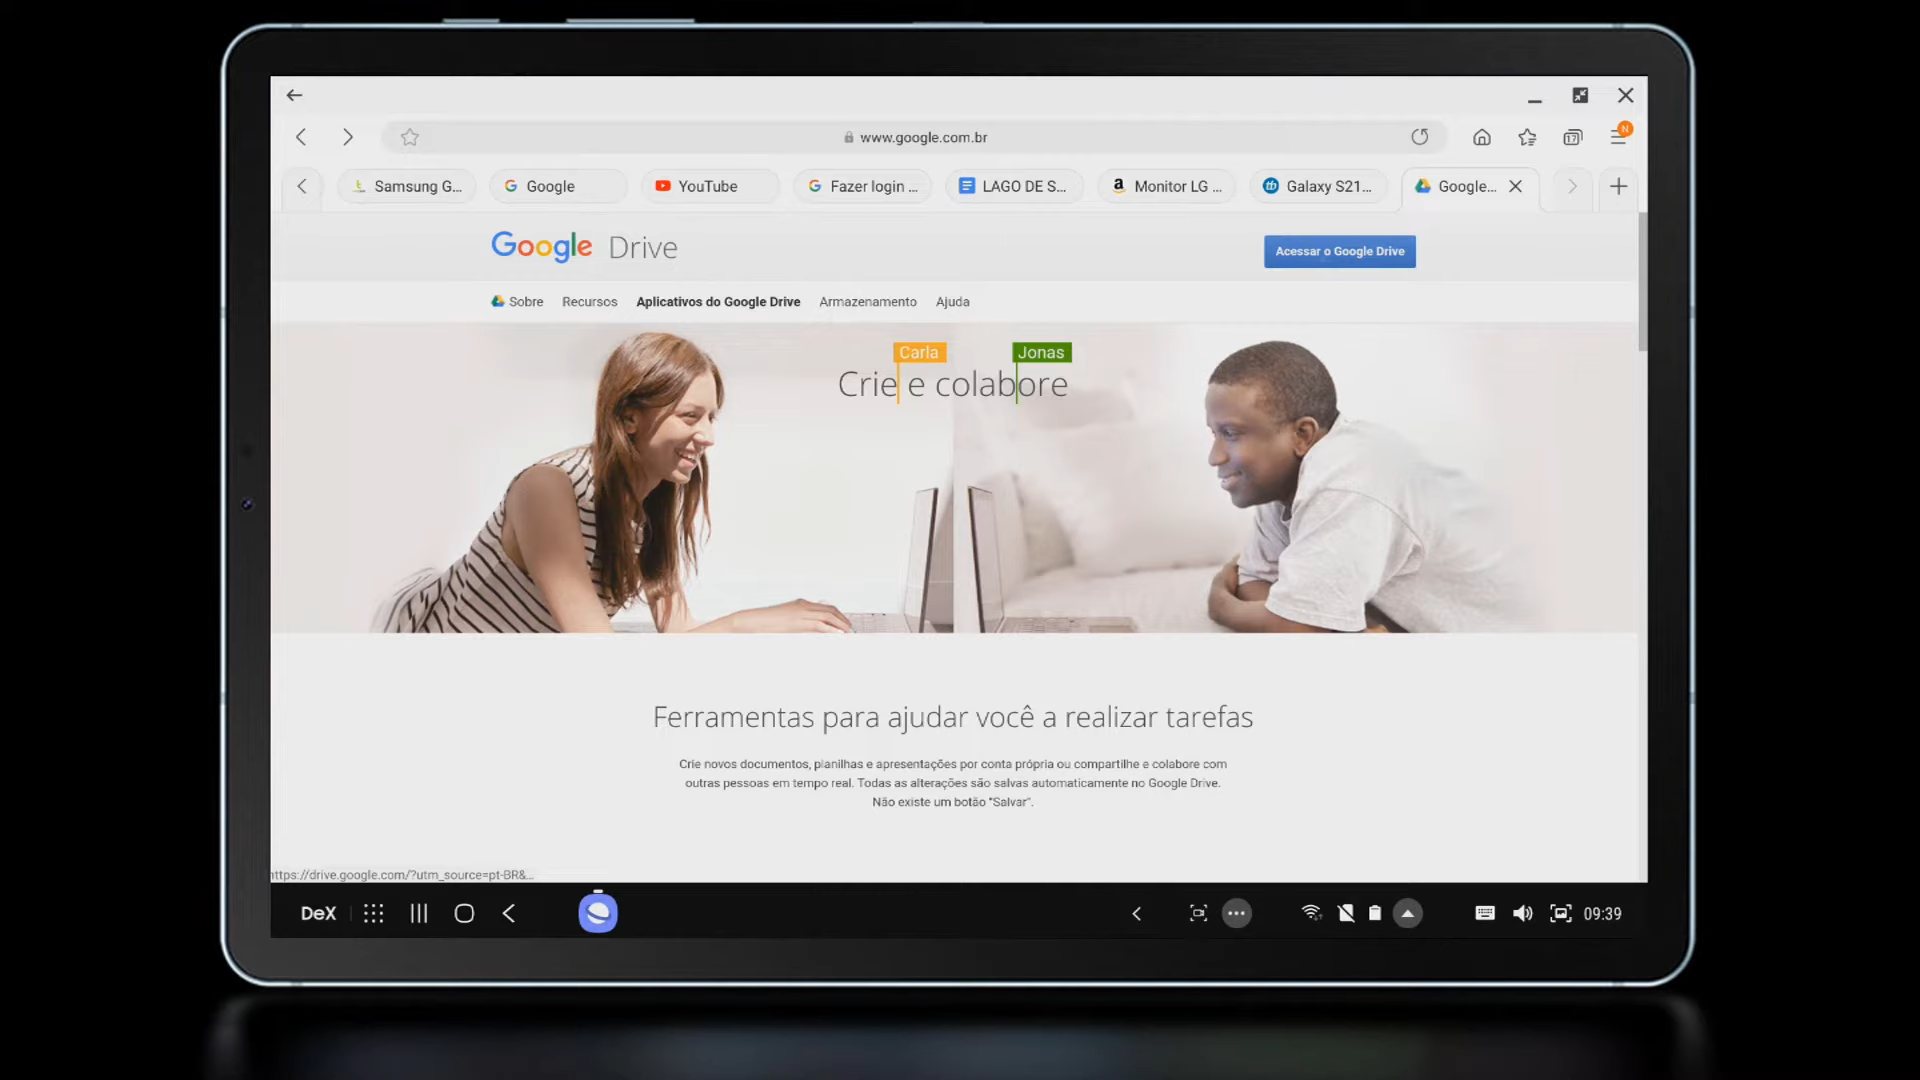 www.google.com.br
N
17
Samsung G...
Google
YouTube
Fazer login ...
LAGO DE S...
Monitor LG ...
Galaxy S21...
Google...
Google Drive
Acessar o Google Drive
Sobre
Recursos
Aplicativos do Google Drive
Armazenamento
Ajuda
Carla
Jonas
Crie e colabore
Ferramentas para ajudar você a realizar tarefas
Crie novos documentos, planilhas e apresentações por conta própria ou compartilhe e colabore com
outras pessoas em tempo real. Todas as alterações são salvas automaticamente no Google Drive.
Não existe um botão "Salvar".
https://drive.google.com/?utm_source=pt-BR&...
DeX
09:39